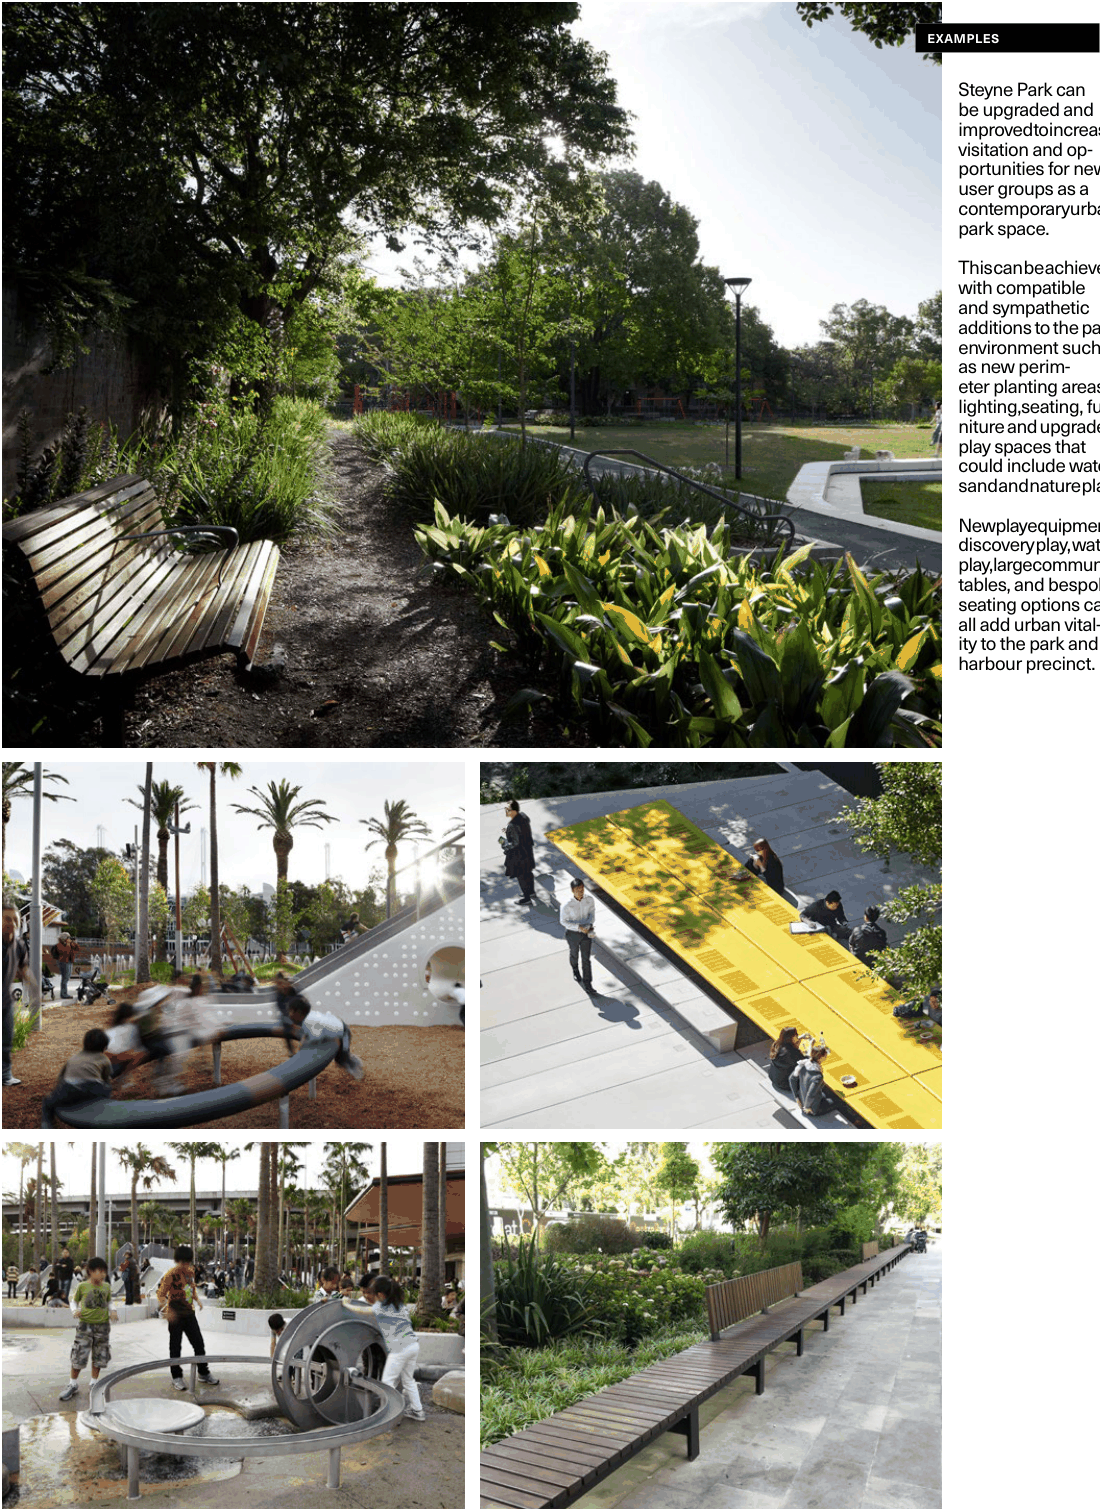 EXAMPLES
Steyne Park can
be upgraded and
improvedtoincreas
visitation and op-
portunities for new
user groups as a
contemporaryurba
park space.
Thiscanbeachieve
with compatible
and sympathetic
additions to the pa
environment such
as new perim-
eter planting areas
lighting,seating, fu
niture and upgrade
play spaces that
could include wate
sandandnaturepla
Newplayequipmen
discoveryplay,wat
play,largecommun
tables, and bespok
seating options ca
all add urban vital-
ity to the park and
harbour precinct.